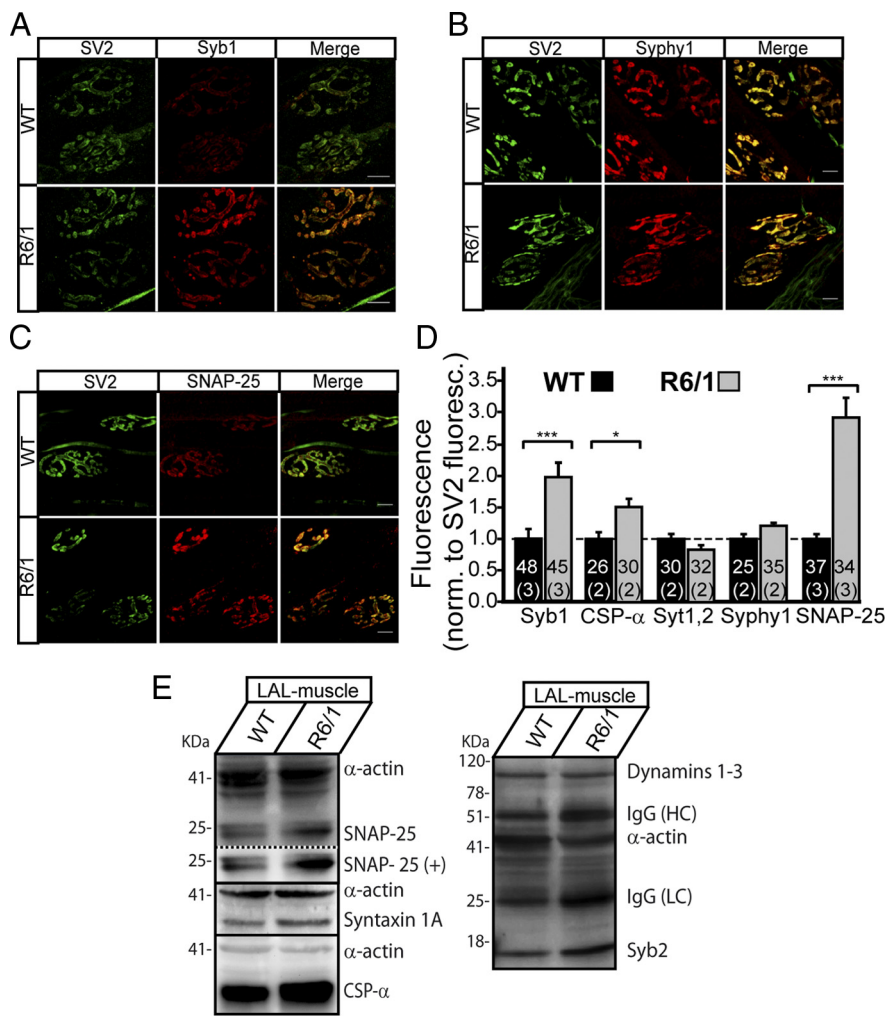 A
SV2 Syb1 Merge
WT
R6/1
B
SV2 Syphy1 Merge
WT
R6/1
C
SV2 SNAP-25 Merge
WT
R6/1
D
Fluorescence
(norm. to SV2 fluoresc.)
WT R6/1
*** * ***
3.5
3.0
2.5
2.0
1.5
1.0
0.5
0.0
48 45 26 30 30 32 25 35 37 34
(3) (3) (2) (2) (2) (2) (2) (2) (3) (3)
Syb1 CSP-α Syt1,2 Syphy1 SNAP-25
E
LAL-muscle
WT R6/1
KDa
41- α-actin
25- SNAP-25
25- SNAP- 25 (+)
41- α-actin
Syntaxin 1A
41- α-actin
CSP-α
LAL-muscle
WT R6/1
KDa
120- Dynamins 1-3
78-
51- IgG (HC)
α-actin
41-
25- IgG (LC)
18-
Syb2